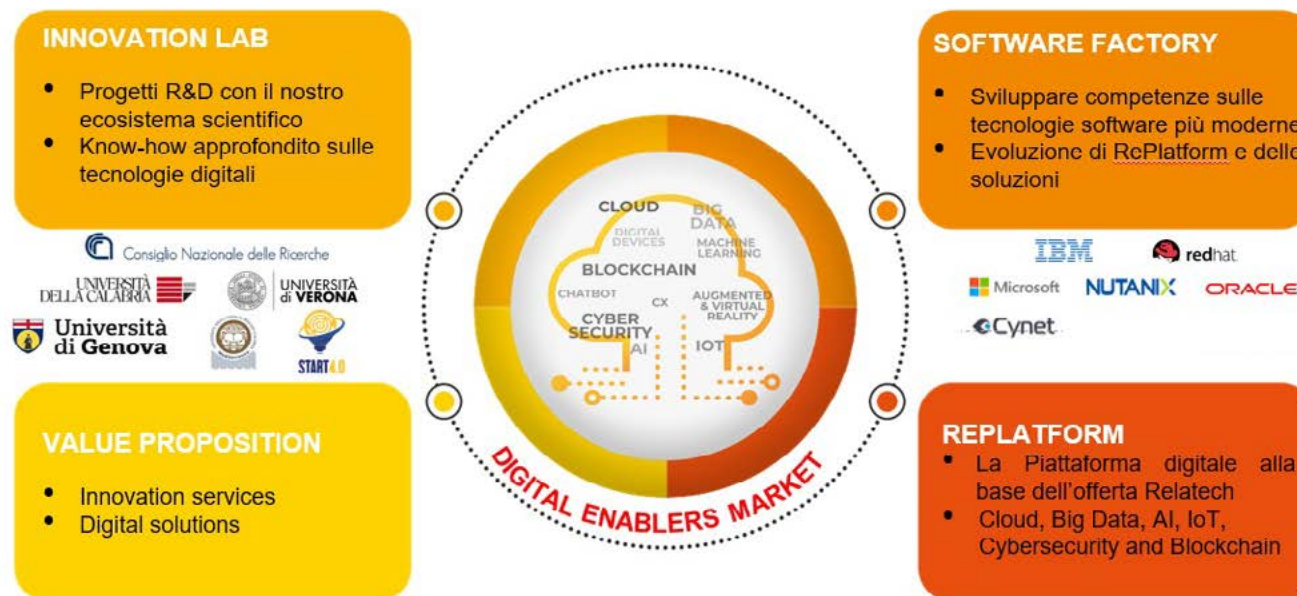 INNOVATION LAB
• Progetti R&D con il nostro
ecosistema scientifico
• Know-how approfondito sulle
tecnologie digitali
Consiglio Nazionale delle Ricerche
UNIVERSITÀ
DELLA CALABRIA
UNIVERSITÀ
di VERONA
Università
di Genova
START4.0
VALUE PROPOSITION
• Innovation services
• Digital solutions
CLOUD
BIG
DATA
DIGITAL
DEVICES
MACHINE
LEARNING
BLOCKCHAIN
CHATBOT
CX
AUGMENTED
& VIRTUAL
REALITY
CYBER
SECURITY
AI
IOT
DIGITAL ENABLERS MARKET
SOFTWARE FACTORY
• Sviluppare competenze sulle
tecnologie software più moderne
• Evoluzione di RePlatform e delle
soluzioni
IBM
redhat
Microsoft
NUTANIX
ORACLE
Cynet
REPLATFORM
• La Piattaforma digitale alla
base dell'offerta Relatech
• Cloud, Big Data, AI, IoT,
Cybersecurity and Blockchain